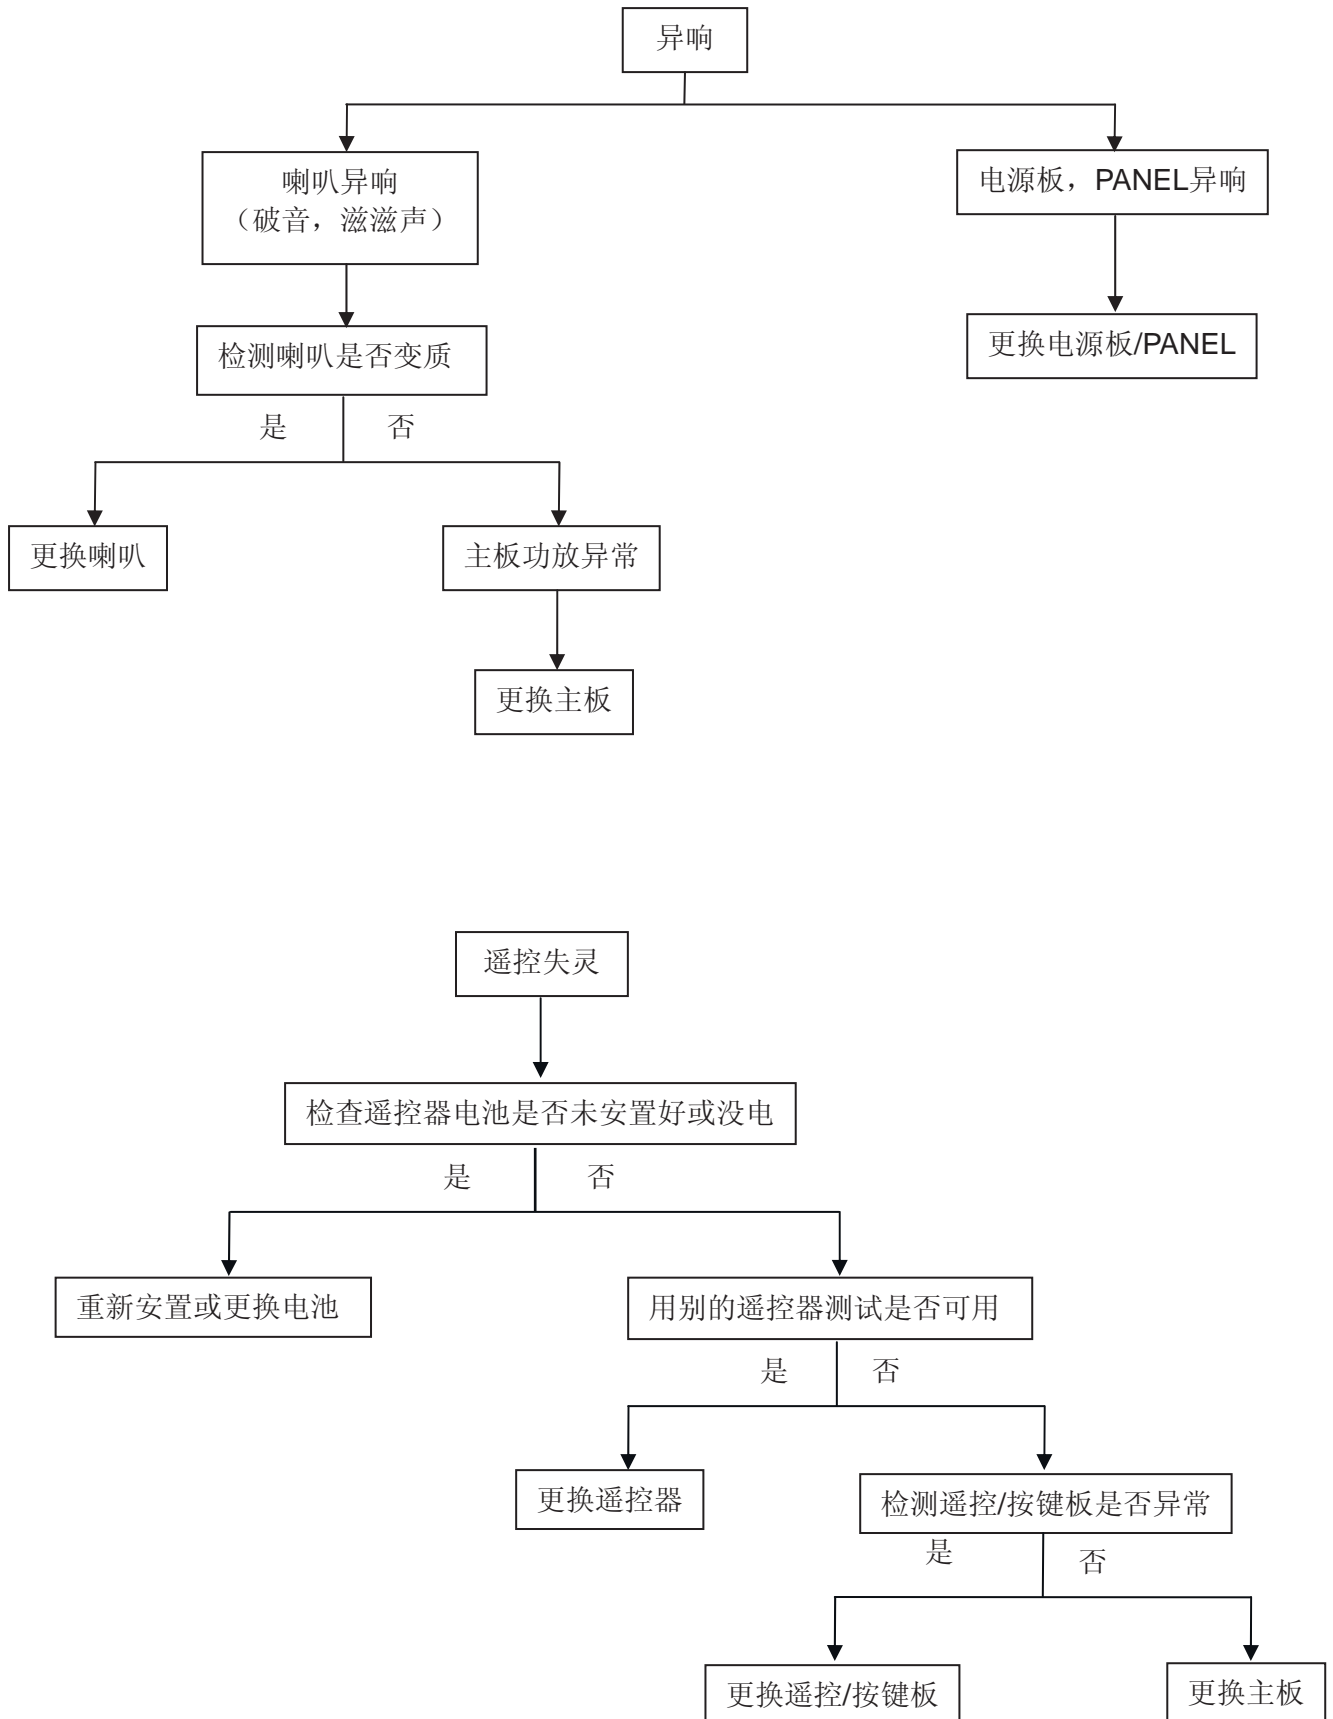 异响
喇叭异响
（破音，滋滋声）
电源板，PANEL异响
检测喇叭是否变质
更换电源板/PANEL
是
否
更换喇叭
主板功放异常
更换主板
遥控失灵
检查遥控器电池是否未安置好或没电
是
否
重新安置或更换电池
用别的遥控器测试是否可用
是
否
更换遥控器
检测遥控/按键板是否异常
是
否
更换遥控/按键板
更换主板